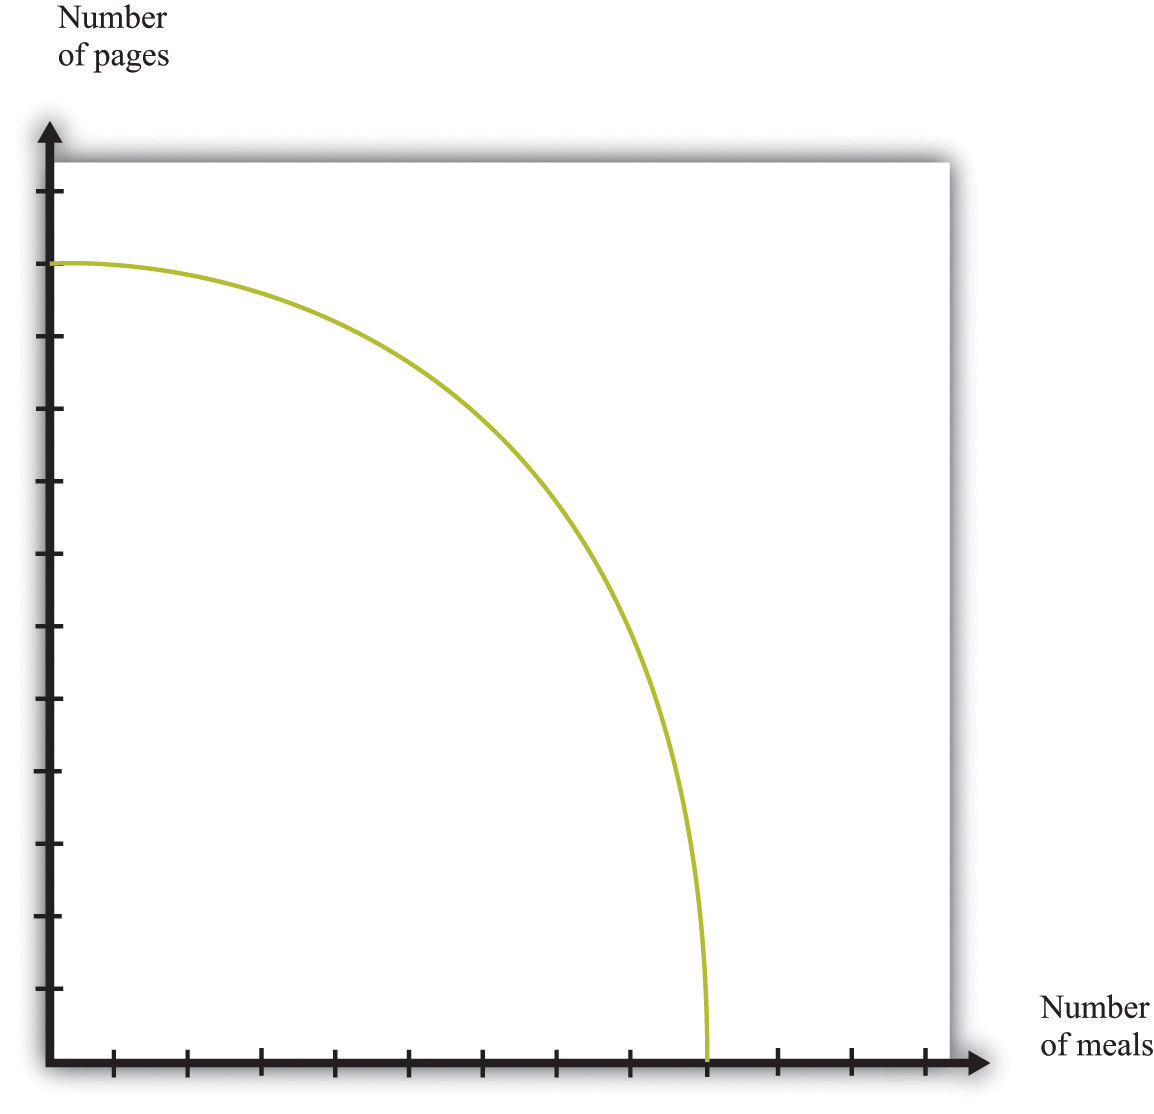 Number
of pages
Number
of meals